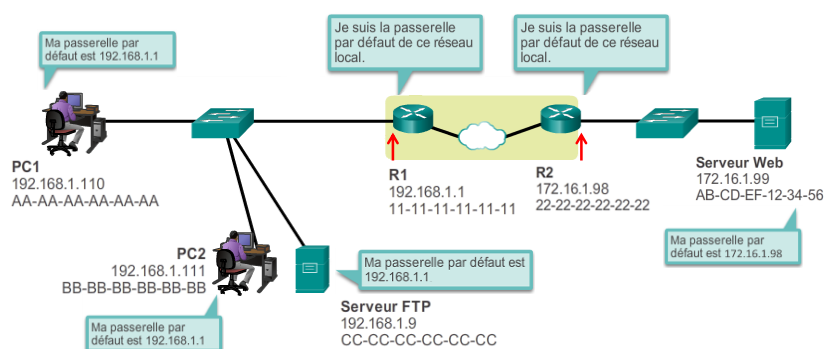 Ma passerelle par
défaut est 192.168.1.1
Je suis la passerelle
par défaut de ce réseau
local.
Je suis la passerelle
par défaut de ce réseau
local.
PC1
192.168.1.110
AA-AA-AA-AA-AA-AA
R1
192.168.1.1
11-11-11-11-11-11
R2
172.16.1.98
22-22-22-22-22-22
Serveur Web
172.16.1.99
AB-CD-EF-12-34-56
Ma passerelle par
défaut est 172.16.1.98
PC2
192.168.1.111
BB-BB-BB-BB-BB-BB
Ma passerelle par défaut est
192.168.1.1
Serveur FTP
192.168.1.9
CC-CC-CC-CC-CC-CC
Ma passerelle par
défaut est 192.168.1.1